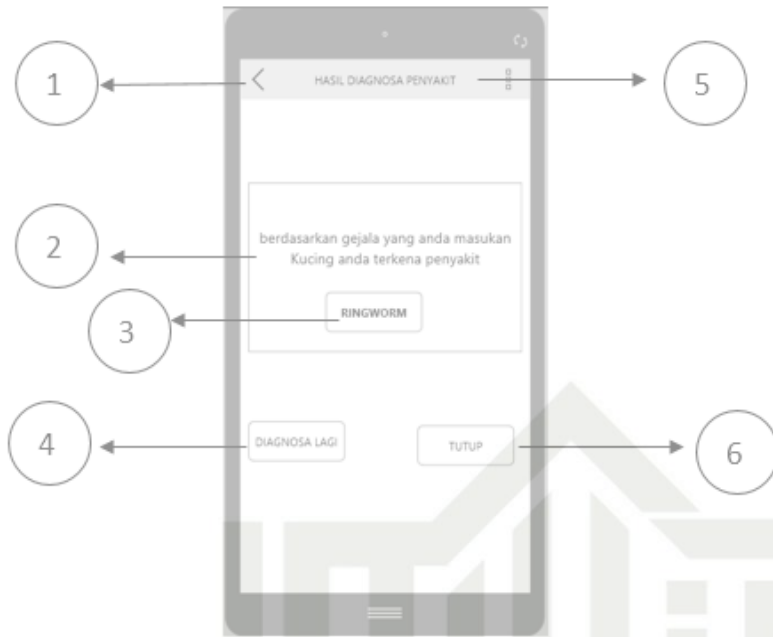 1
HASIL DIAGNOSA PENYAKIT
5
2
berdasarkan gejala yang anda masukan
Kucing anda terkena penyakit
3
RINGWORM
4
DIAGNOSA LAGI
TUTUP
6